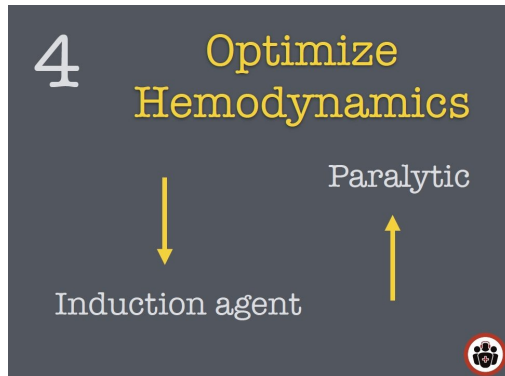 4
Optimize
Hemodynamics
Paralytic
Induction agent